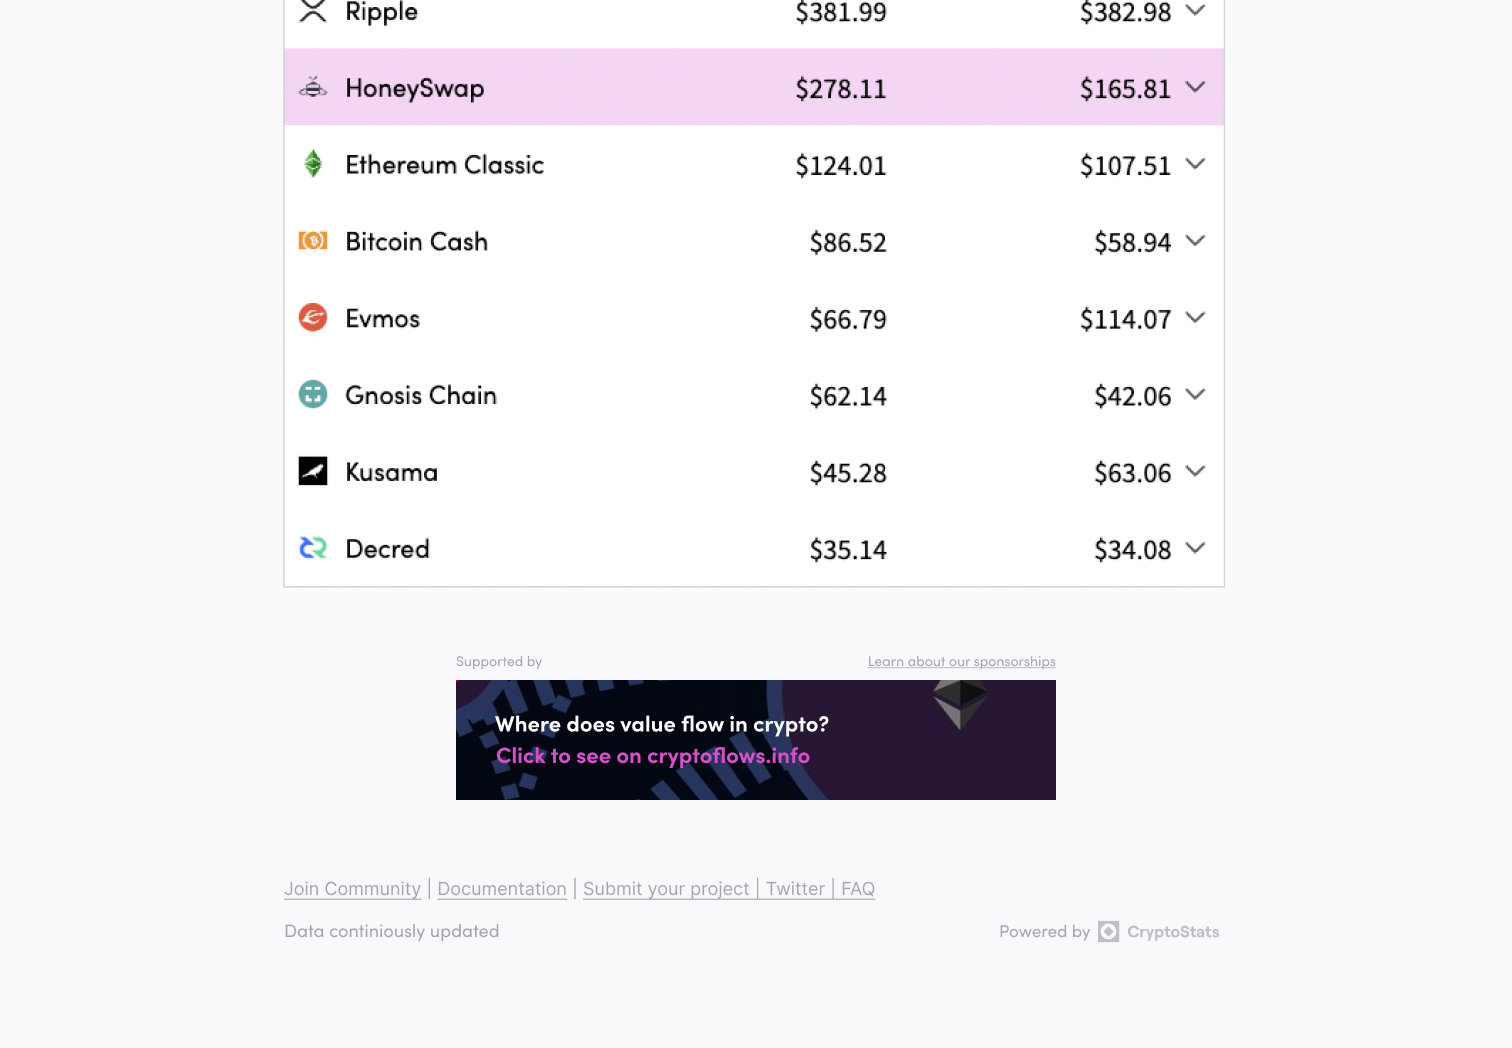 Ripple $381.99 $382.98
HoneySwap $278.11 $165.81
Ethereum Classic $124.01 $107.51
Bitcoin Cash $86.52 $58.94
Evmos $66.79 $114.07
Gnosis Chain $62.14 $42.06
Kusama $45.28 $63.06
Decred $35.14 $34.08
Supported by Learn about our sponsorships
Where does value flow in crypto?
Click to see on cryptoflows.info
Join Community | Documentation | Submit your project | Twitter | FAQ
Data continiously updated Powered by CryptoStats